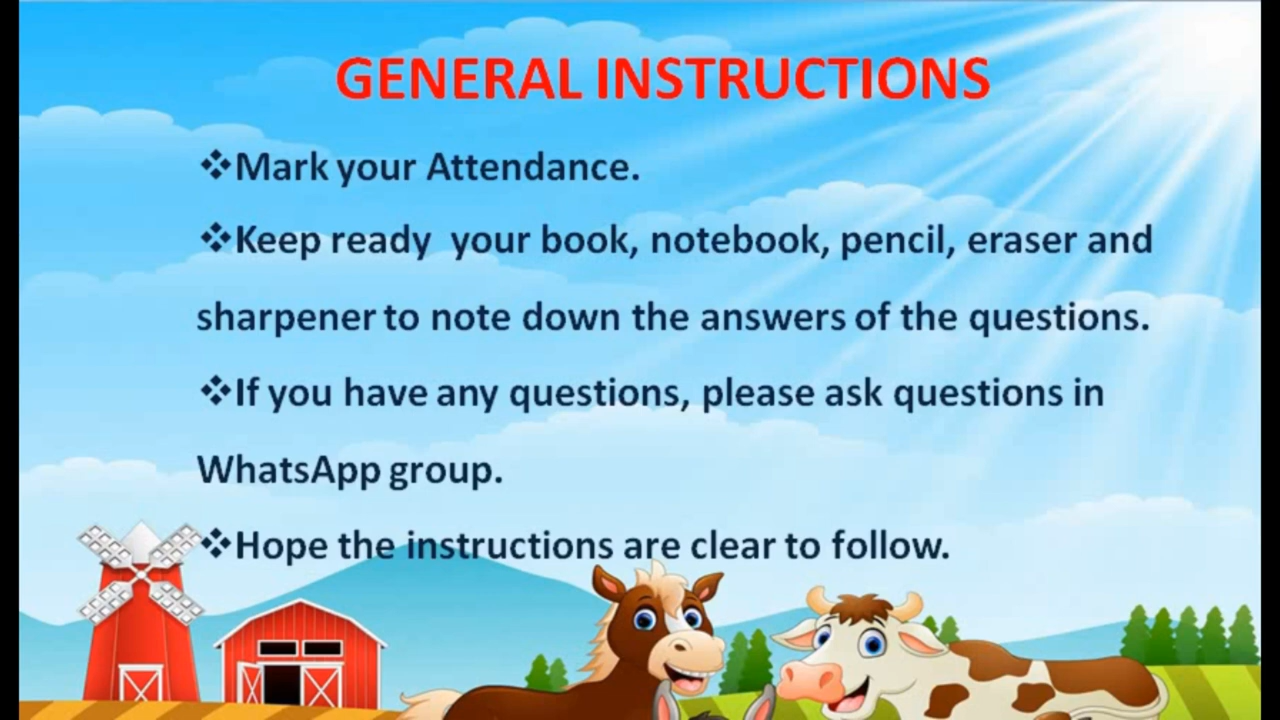 GENERAL INSTRUCTIONS
❖Mark your Attendance.
❖Keep ready  your book, notebook, pencil, eraser and
sharpener to note down the answers of the questions.
❖If you have any questions, please ask questions in
WhatsApp group.
❖Hope the instructions are clear to follow.